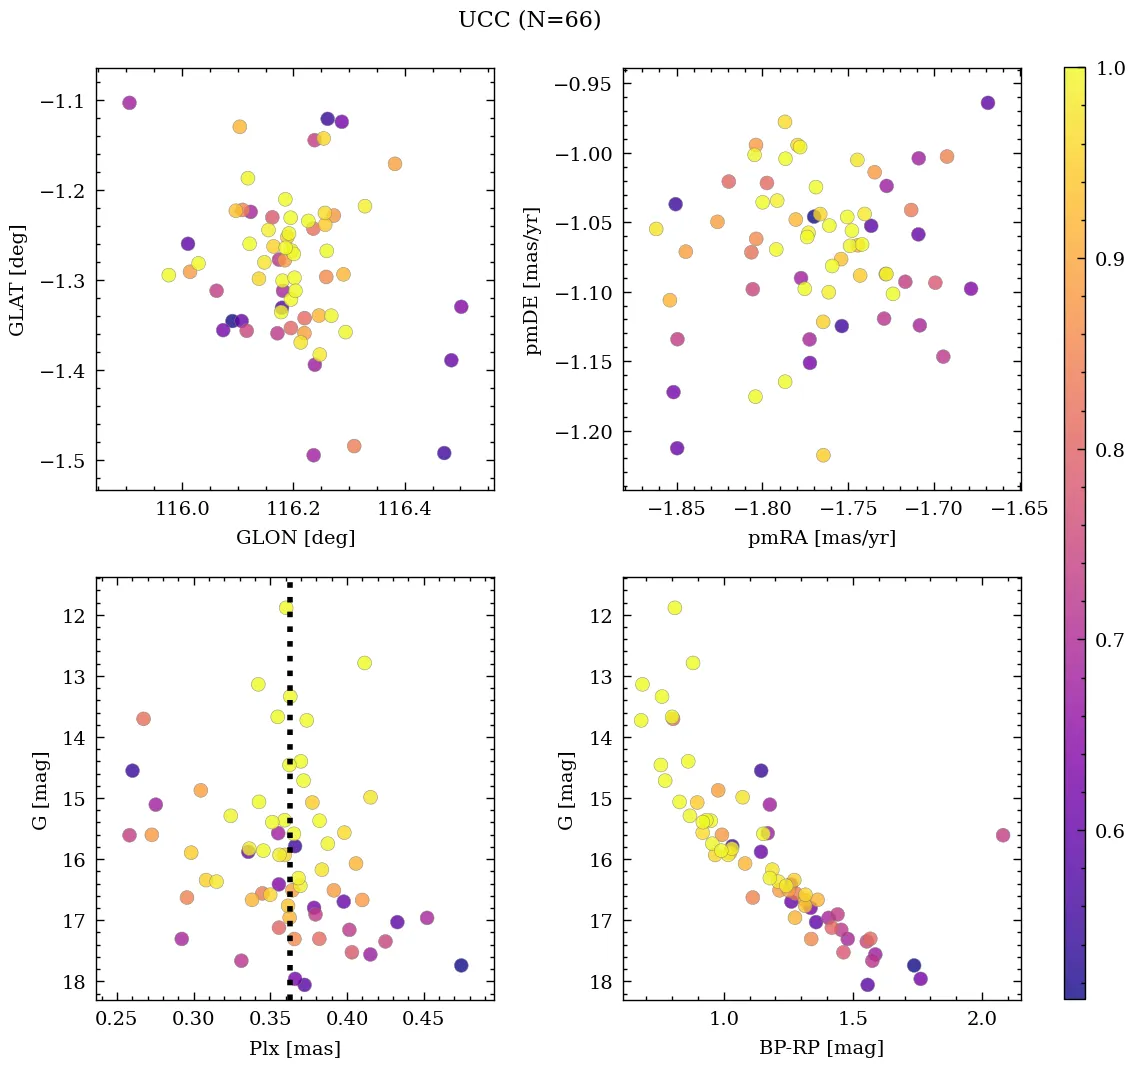 UCC (N=66)
−1.1
−1.2
−1.3
−1.4
−1.5
GLAT [deg]
116.0 116.2 116.4
GLON [deg]
−0.95
−1.00
−1.05
−1.10
−1.15
−1.20
pmDE [mas/yr]
−1.85 −1.80 −1.75 −1.70 −1.65
pmRA [mas/yr]
12
13
14
15
16
17
18
G [mag]
0.25 0.30 0.35 0.40 0.45
Plx [mas]
12
13
14
15
16
17
18
G [mag]
1.0 1.5 2.0
BP-RP [mag]
1.0
0.9
0.8
0.7
0.6